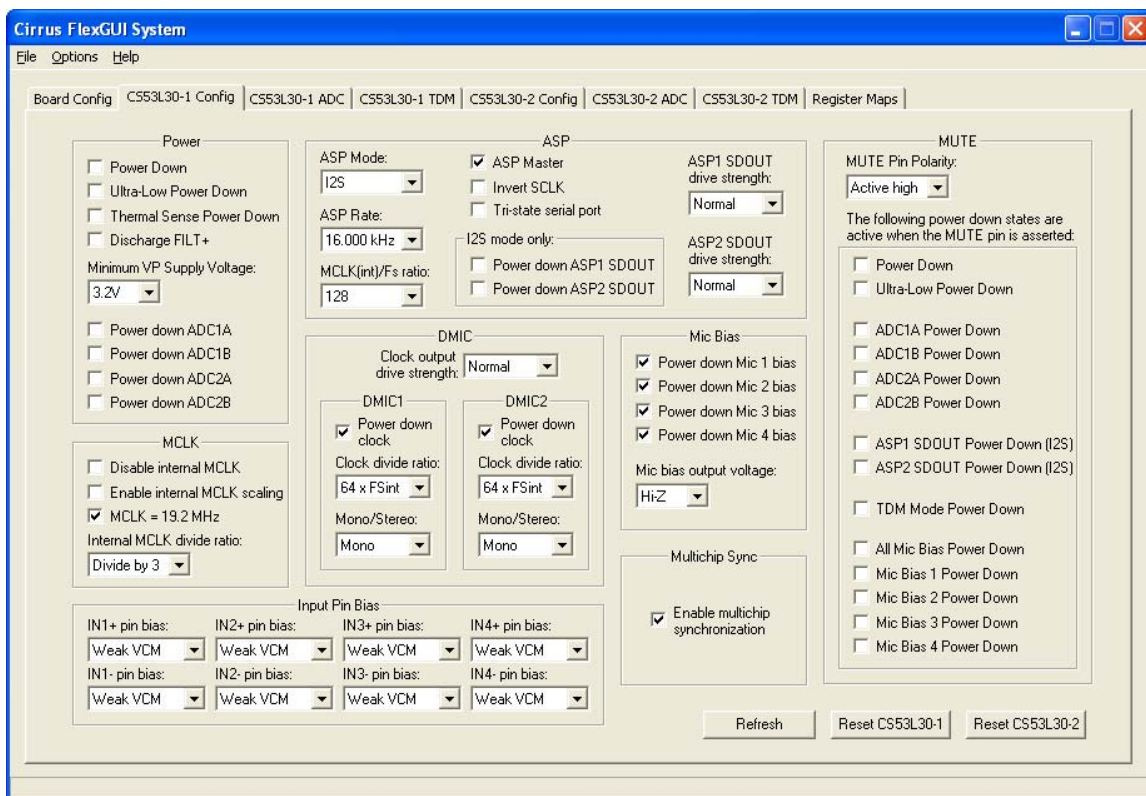 Cirrus FlexGUI System
File Options Help
Board Config CS53L30-1 Config CS53L30-1 ADC CS53L30-1 TDM CS53L30-2 Config CS53L30-2 ADC CS53L30-2 TDM Register Maps
Power
Power Down
Ultra-Low Power Down
Thermal Sense Power Down
Discharge FILT+
Minimum VP Supply Voltage:
3.2V
Power down ADC1A
Power down ADC1B
Power down ADC2A
Power down ADC2B
MCLK
Disable internal MCLK
Enable internal MCLK scaling
MCLK = 19.2 MHz
Internal MCLK divide ratio:
Divide by 3
ASP
ASP Mode:
I2S
ASP Rate:
16.000 kHz
MCLK(int)/Fs ratio:
128
ASP Master
Invert SCLK
Tri-state serial port
I2S mode only:
Power down ASP1 SDOUT
Power down ASP2 SDOUT
ASP1 SDOUT
drive strength:
Normal
ASP2 SDOUT
drive strength:
Normal
DMIC
Clock output
drive strength:
Normal
DMIC1
Power down
clock
Clock divide ratio:
64 x FSint
Mono/Stereo:
Mono
DMIC2
Power down
clock
Clock divide ratio:
64 x FSint
Mono/Stereo:
Mono
Mic Bias
Power down Mic 1 bias
Power down Mic 2 bias
Power down Mic 3 bias
Power down Mic 4 bias
Mic bias output voltage:
Hi-Z
Multichip Sync
Enable multichip
synchronization
Input Pin Bias
IN1+ pin bias: IN2+ pin bias: IN3+ pin bias: IN4+ pin bias:
Weak VCM Weak VCM Weak VCM Weak VCM
IN1- pin bias: IN2- pin bias: IN3- pin bias: IN4- pin bias:
Weak VCM Weak VCM Weak VCM Weak VCM
MUTE
MUTE Pin Polarity:
Active high
The following power down states are
active when the MUTE pin is asserted:
Power Down
Ultra-Low Power Down
ADC1A Power Down
ADC1B Power Down
ADC2A Power Down
ADC2B Power Down
ASP1 SDOUT Power Down (I2S)
ASP2 SDOUT Power Down (I2S)
TDM Mode Power Down
All Mic Bias Power Down
Mic Bias 1 Power Down
Mic Bias 2 Power Down
Mic Bias 3 Power Down
Mic Bias 4 Power Down
Refresh Reset CS53L30-1 Reset CS53L30-2